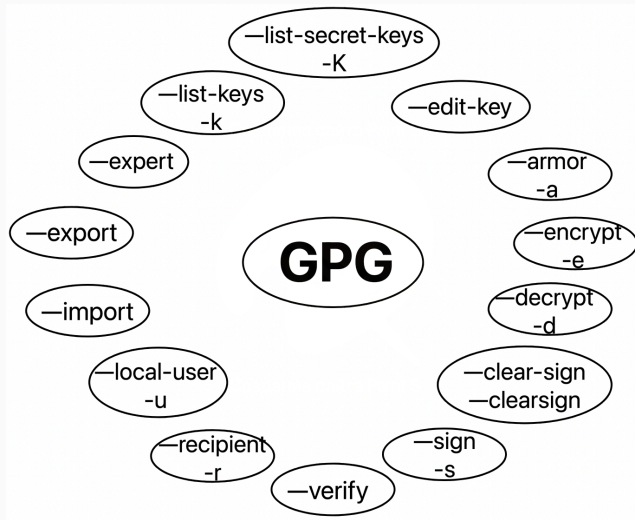 —list-secret-keys
-K
—list-keys
-k
—edit-key
—expert
—armor
-a
—export
—encrypt
-e
GPG
—import
—decrypt
-d
—local-user
-u
—clear-sign
—clearsign
—recipient
-r
—sign
-s
—verify